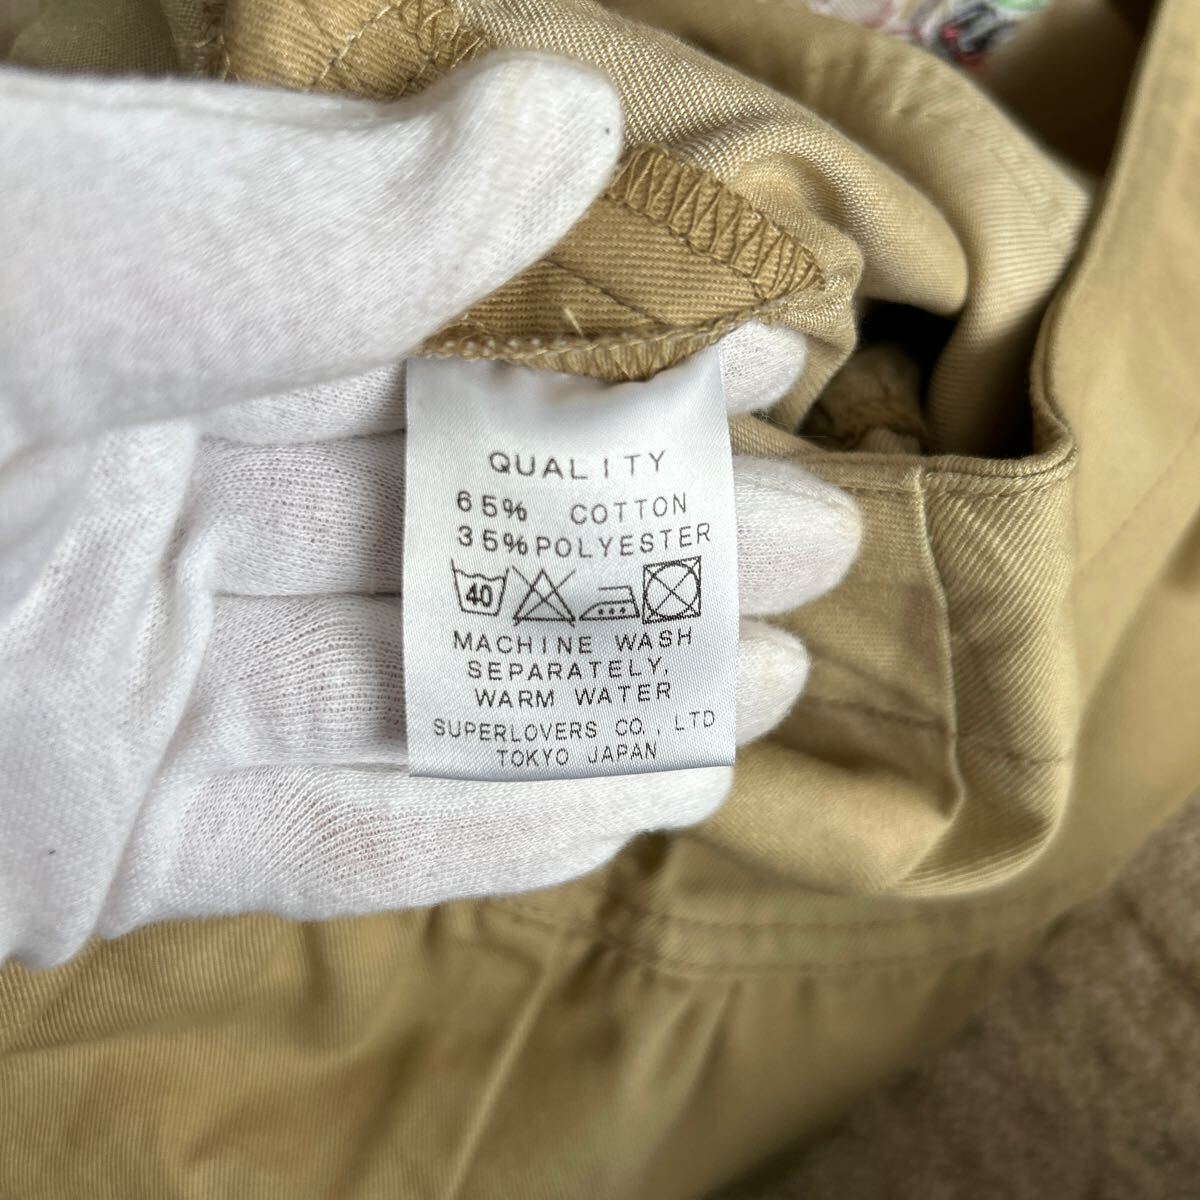 QUALITY
65% COTTON
35% POLYESTER
40
MACHINE WASH
SEPARATELY,
WARM WATER
SUPERLOVERS CO., LTD
TOKYO JAPAN